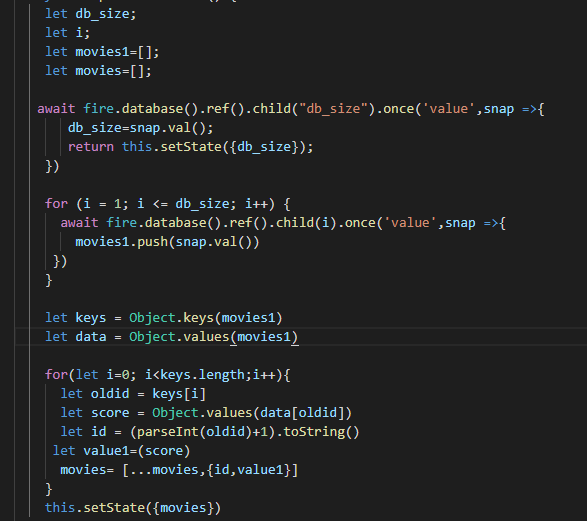 () {
let db_size;
let i;
let movies1=[];
let movies=[];
await fire.database().ref().child("db_size").once('value',snap =>{
db_size=snap.val();
return this.setState({db_size});
})
for (i = 1; i <= db_size; i++) {
await fire.database().ref().child(i).once('value',snap =>{
movies1.push(snap.val())
})
}
let keys = Object.keys(movies1)
let data = Object.values(movies1)
for(let i=0; i<keys.length;i++){
let oldid = keys[i]
let score = Object.values(data[oldid])
let id = (parseInt(oldid)+1).toString()
let value1=(score)
movies= [...movies,{id,value1}]
}
this.setState({movies})